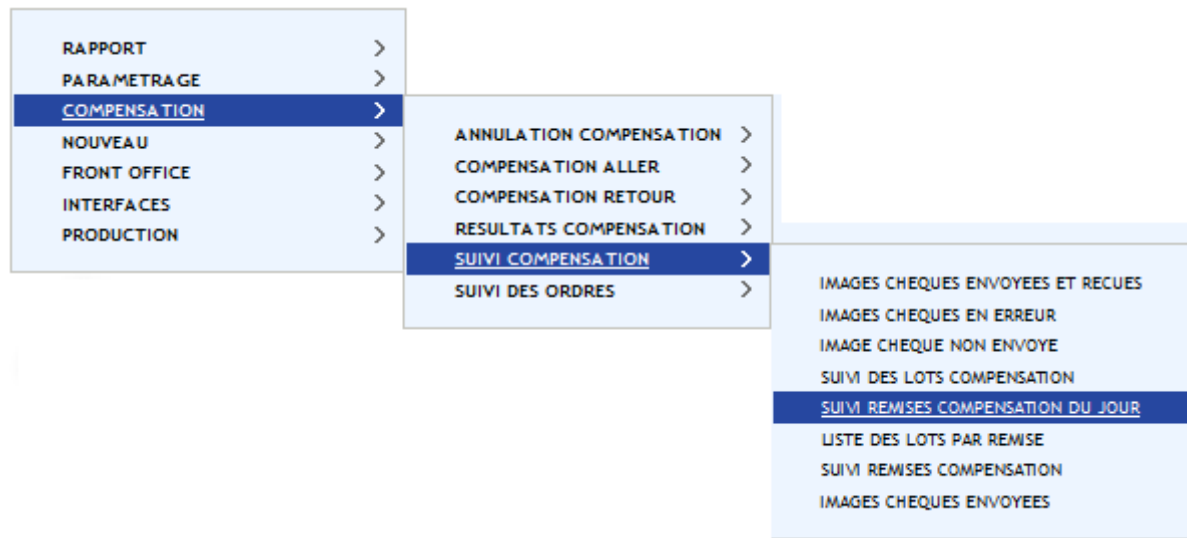 RAPPORT
PARAMETRAGE
COMPENSATION
NOUVEAU
FRONT OFFICE
INTERFACES
PRODUCTION
ANNULATION COMPENSATION
COMPENSATION ALLER
COMPENSATION RETOUR
RESULTATS COMPENSATION
SUIVI COMPENSATION
SUIVI DES ORDRES
IMAGES CHEQUES ENVOYEES ET RECUES
IMAGES CHEQUES EN ERREUR
IMAGE CHEQUE NON ENVOYE
SUIVI DES LOTS COMPENSATION
SUIVI REMISES COMPENSATION DU JOUR
LISTE DES LOTS PAR REMISE
SUIVI REMISES COMPENSATION
IMAGES CHEQUES ENVOYEES